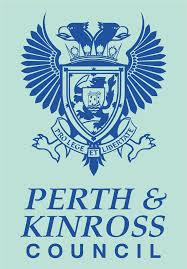 PRO LEGE ET LIBERTATE
PERTH &
KINROSS
COUNCIL